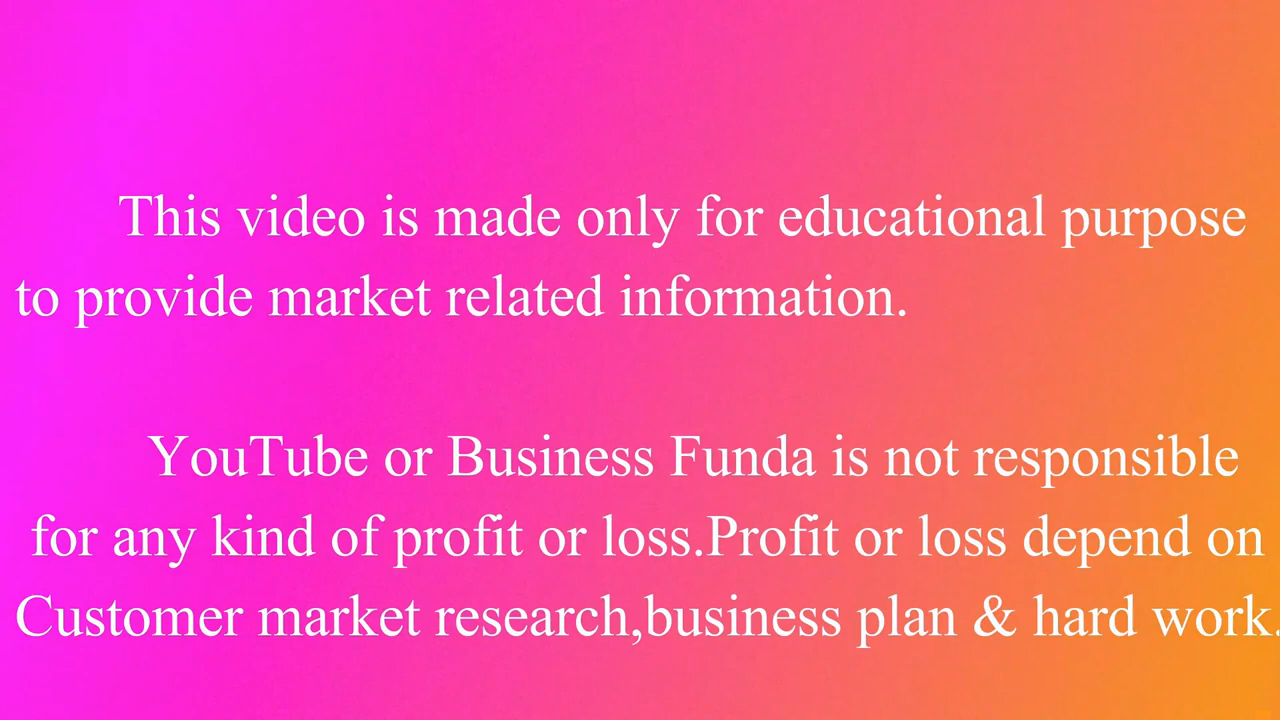 This video is made only for educational purpose
to provide market related information.
YouTube or Business Funda is not responsible
for any kind of profit or loss.Profit or loss depend on
Customer market research,business plan & hard work.